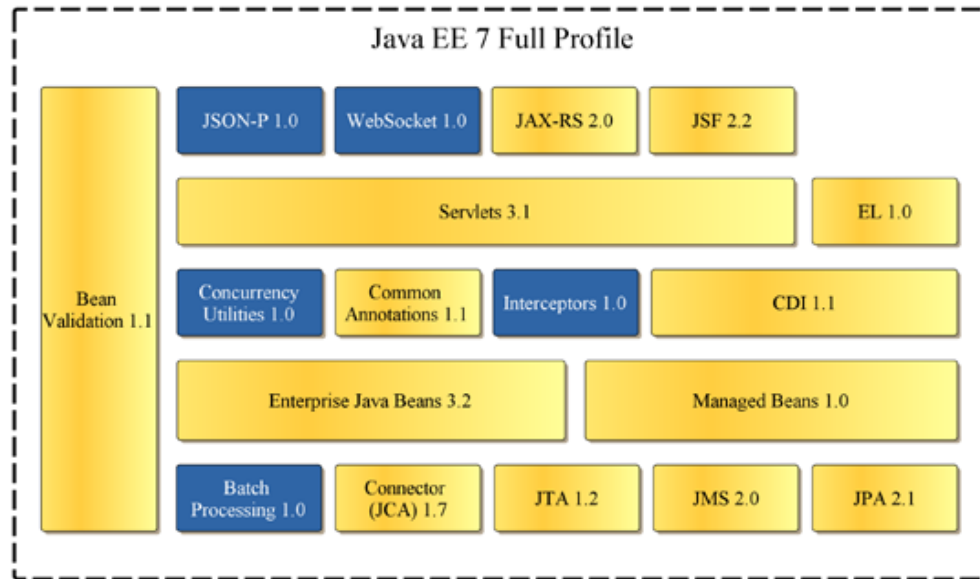 Java EE 7 Full Profile
Bean
Validation 1.1
JSON-P 1.0
WebSocket 1.0
JAX-RS 2.0
JSF 2.2
Servlets 3.1
EL 1.0
Concurrency
Utilities 1.0
Common
Annotations 1.1
Interceptors 1.0
CDI 1.1
Enterprise Java Beans 3.2
Managed Beans 1.0
Batch
Processing 1.0
Connector
(JCA) 1.7
JTA 1.2
JMS 2.0
JPA 2.1